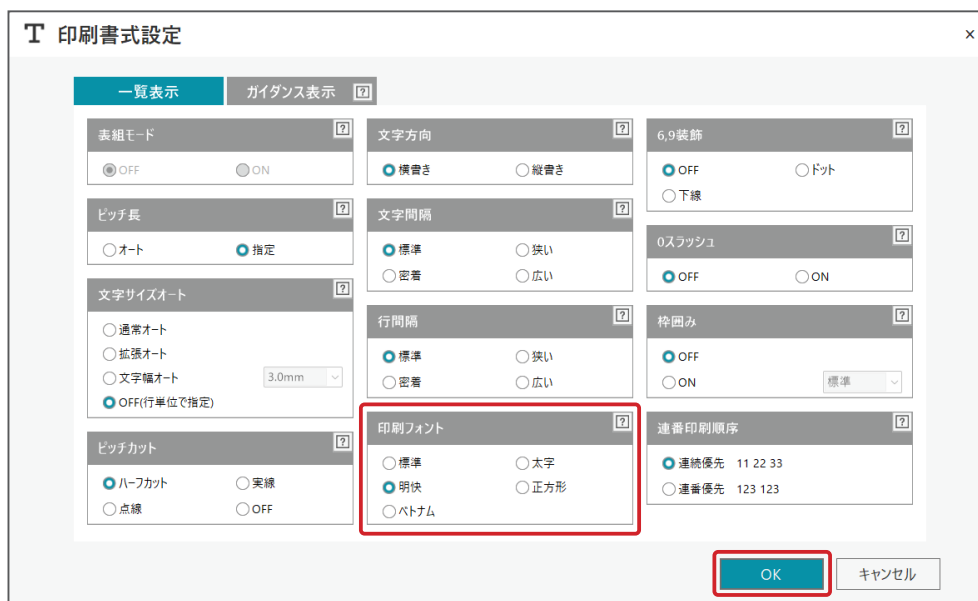 T 印刷書式設定 ×
一覧表示 ガイダンス表示 ?
表組モード ?
OFF ON
ピッチ長 ?
オート 指定
文字サイズオート ?
通常オート
拡張オート
文字幅オート 3.0mm
OFF(行単位で指定)
ピッチカット ?
ハーフカット 実線
点線 OFF
文字方向 ?
横書き 縦書き
文字間隔 ?
標準 狭い
密着 広い
行間隔 ?
標準 狭い
密着 広い
印刷フォント ?
標準 太字
明快 正方形
ベトナム
6,9装飾 ?
OFF ドット
下線
0スラッシュ ?
OFF ON
枠囲み ?
OFF
ON 標準
連番印刷順序 ?
連続優先 11 22 33
連番優先 123 123
OK キャンセル